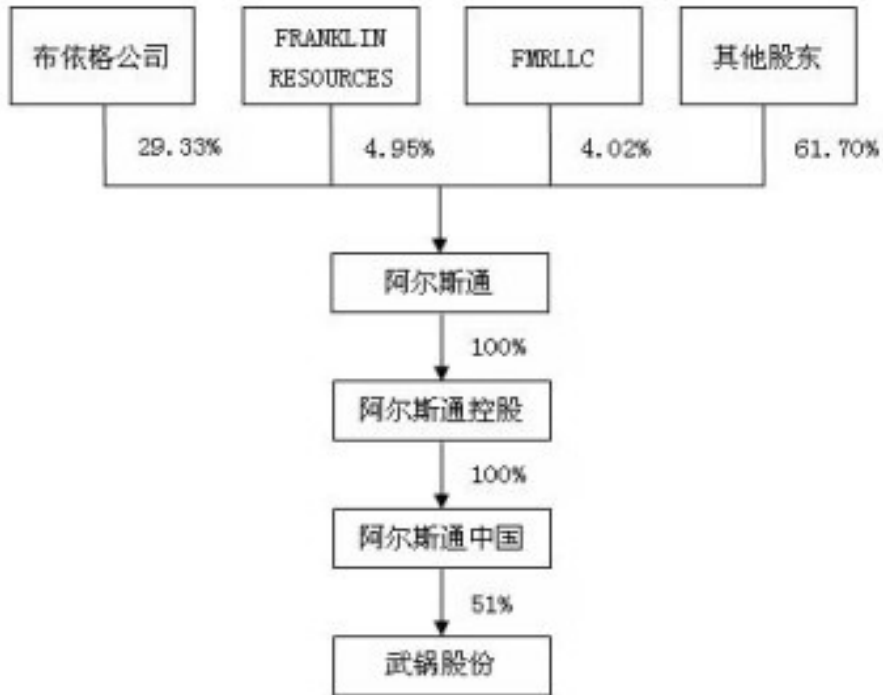 布依格公司
FRANKLIN
RESOURCES
FMRLLC
其他股东
29.33%
4.95%
4.02%
61.70%
阿尔斯通
100%
阿尔斯通控股
100%
阿尔斯通中国
51%
武锅股份